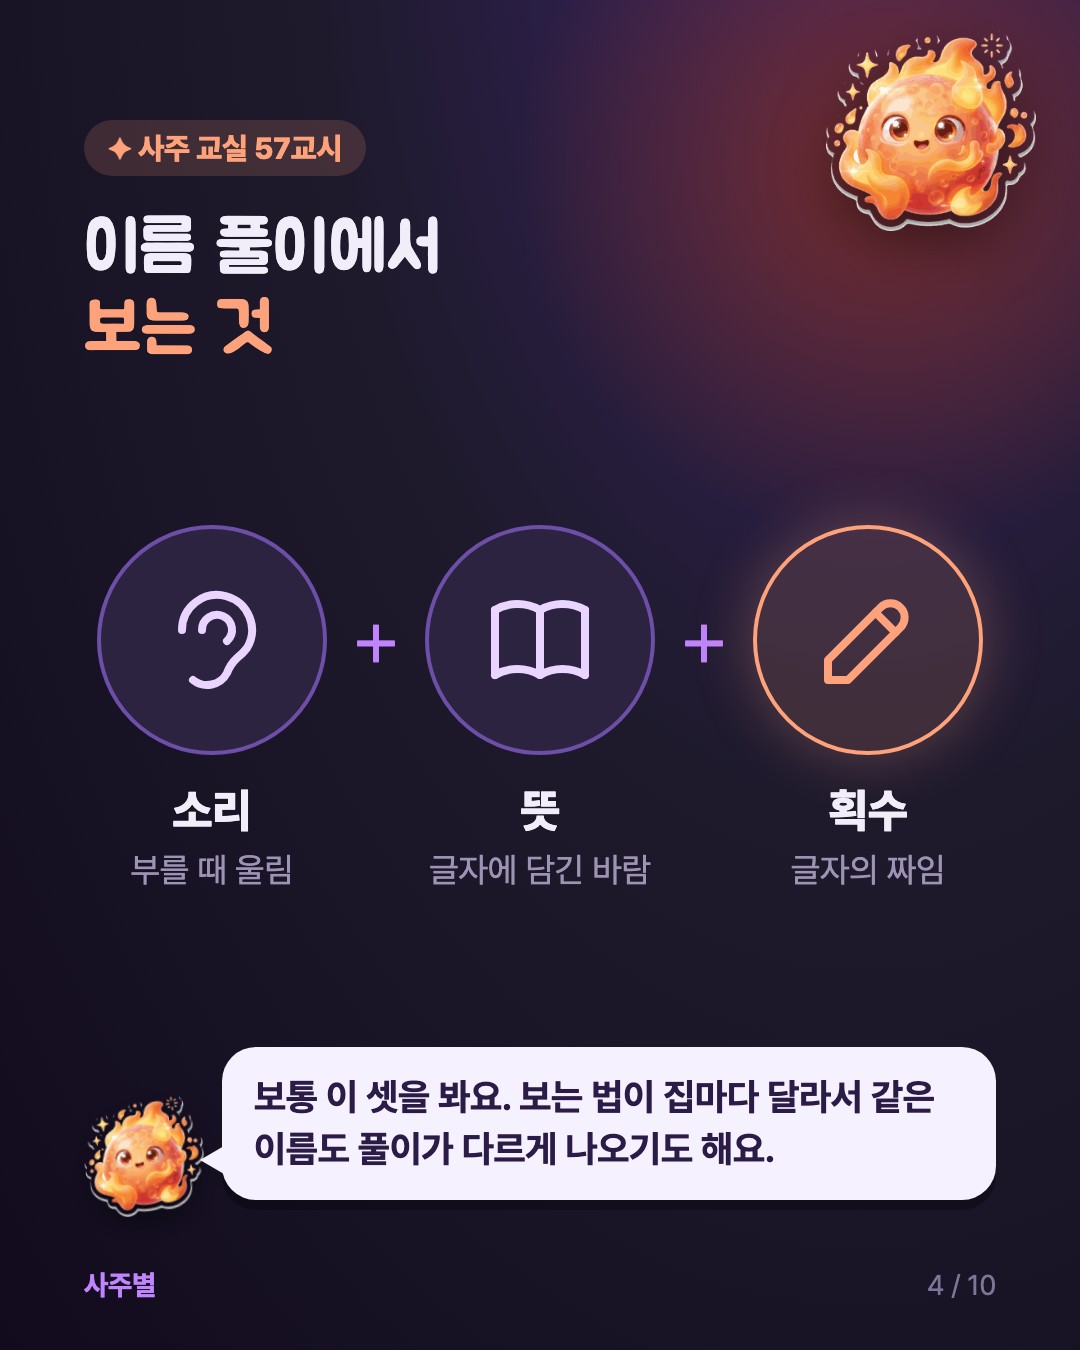 사주 교실 57교시
이름 풀이에서
보는 것
소리
부를 때 울림
+
뜻
글자에 담긴 바람
+
획수
글자의 짜임
보통 이 셋을 봐요. 보는 법이 집마다 달라서 같은
이름도 풀이가 다르게 나오기도 해요.
사주별
4 / 10